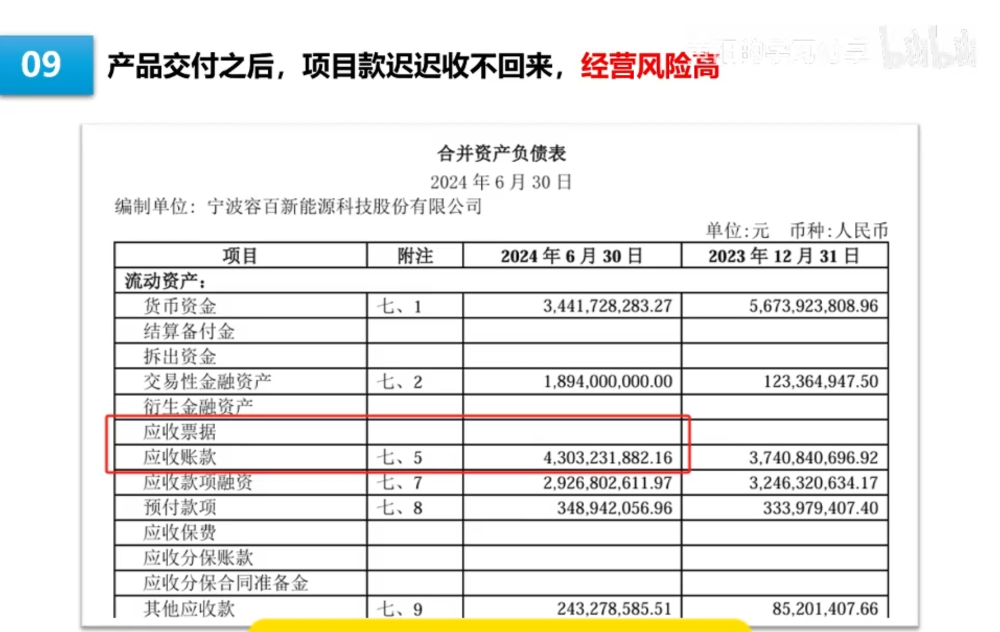 09
产品交付之后，项目款迟迟收不回来，经营风险高
的学习分享 bilibili
合并资产负债表
2024 年 6 月 30 日
编制单位：宁波容百新能源科技股份有限公司
单位:元 币种:人民币
项目 附注 2024 年 6 月 30 日 2023 年 12 月 31 日
流动资产：
货币资金 七、1 3,441,728,283.27 5,673,923,808.96
结算备付金
拆出资金
交易性金融资产 七、2 1,894,000,000.00 123,364,947.50
衍生金融资产
应收票据
应收账款 七、5 4,303,231,882.16 3,740,840,696.92
应收款项融资 七、7 2,926,802,611.97 3,246,320,634.17
预付款项 七、8 348,942,056.96 333,979,407.40
应收保费
应收分保账款
应收分保合同准备金
其他应收款 七、9 243,278,585.51 85,201,407.66